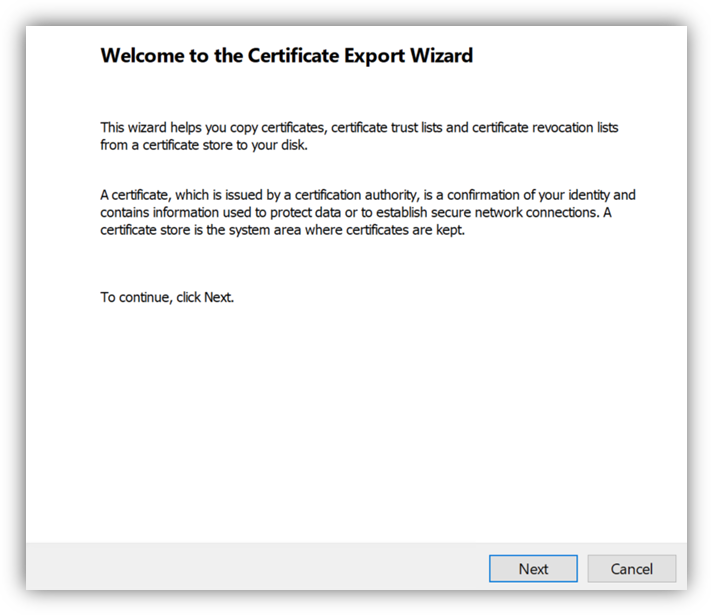 Welcome to the Certificate Export Wizard
This wizard helps you copy certificates, certificate trust lists and certificate revocation lists
from a certificate store to your disk.
A certificate, which is issued by a certification authority, is a confirmation of your identity and
contains information used to protect data or to establish secure network connections. A
certificate store is the system area where certificates are kept.
To continue, click Next.
Next
Cancel